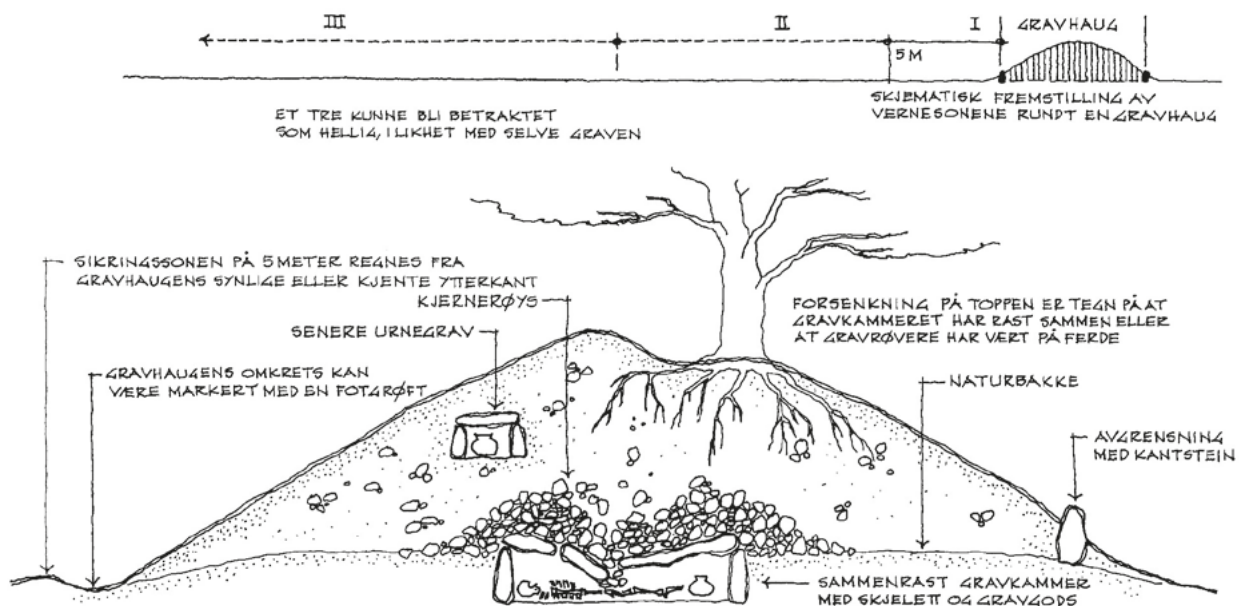 III
II
I
GRAVHAUG
5 M
SKJEMATISK FREMSTILLING AV
VERNESONENE RUNDT EN GRAVHAUG
ET TRE KUNNE BLI BETRAKTET
SOM HELLIG, I LIKHET MED SELVE GRAVEN
SIKRINGSSONEN PÅ 5 METER REGNES FRA
GRAVHAUGENS SYNLIGE ELLER KJENTE YTTERKANT
KJERNERØYS
SENERE URNEGRAV
GRAVHAUGENS OMKRETS KAN
VÆRE MARKERT MED EN FOTGRØFT
FORSENKNING PÅ TOPPEN ER TEGN PÅ AT
GRAVKAMMERET HAR RAST SAMMEN ELLER
AT GRAVRØVERE HAR VÆRT PÅ FERDE
NATURBAKKE
AVGRENSNING
MED KANTSTEIN
SAMMENRAST GRAVKAMMER
MED SKJELETT OG GRAVGODS